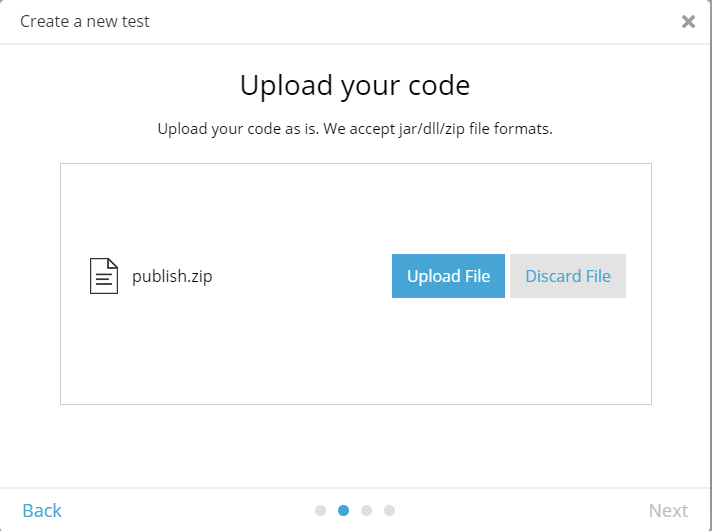 Create a new test
Upload your code
Upload your code as is. We accept jar/dll/zip file formats.
publish.zip Upload File Discard File
Back Next